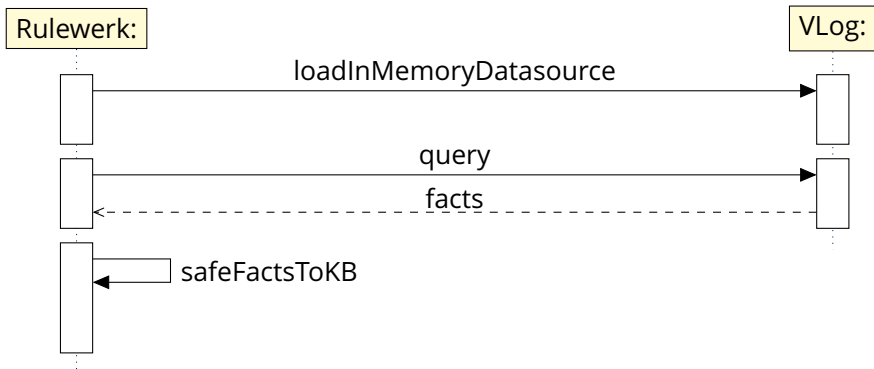 Rulewerk:
VLog:
loadInMemoryDatasource
query
facts
safeFactsToKB